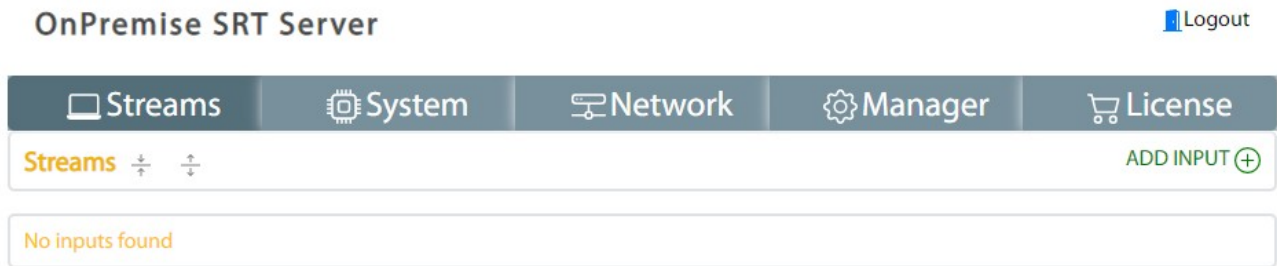 OnPremise SRT Server
Logout
Streams System Network Manager License
Streams ADD INPUT
No inputs found